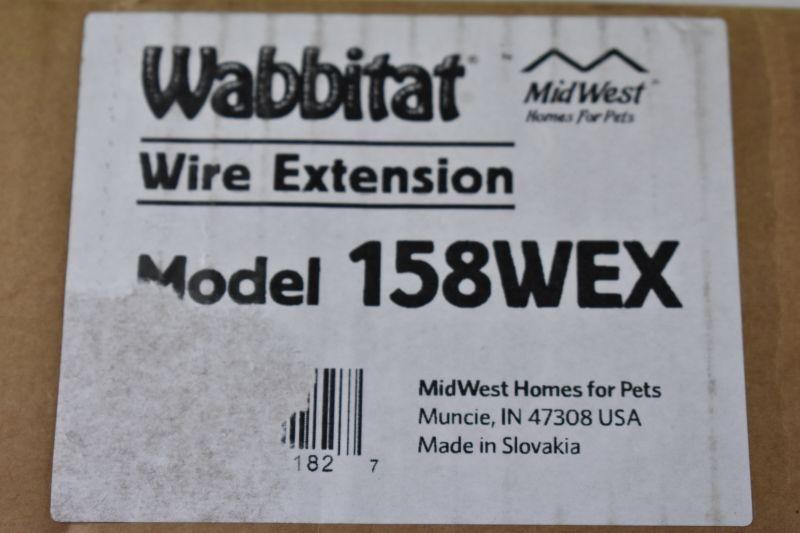 Wabbitat®
MidWest™
Homes For Pets
Wire Extension
Model 158WEX
182 7
MidWest Homes for Pets
Muncie, IN 47308 USA
Made in Slovakia